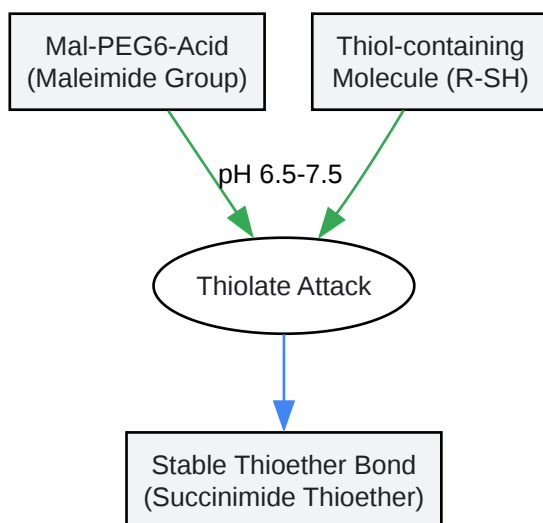 Mal-PEG6-Acid
(Maleimide Group)
Thiol-containing
Molecule (R-SH)
pH 6.5-7.5
Thiolate Attack
Stable Thioether Bond
(Succinimide Thioether)